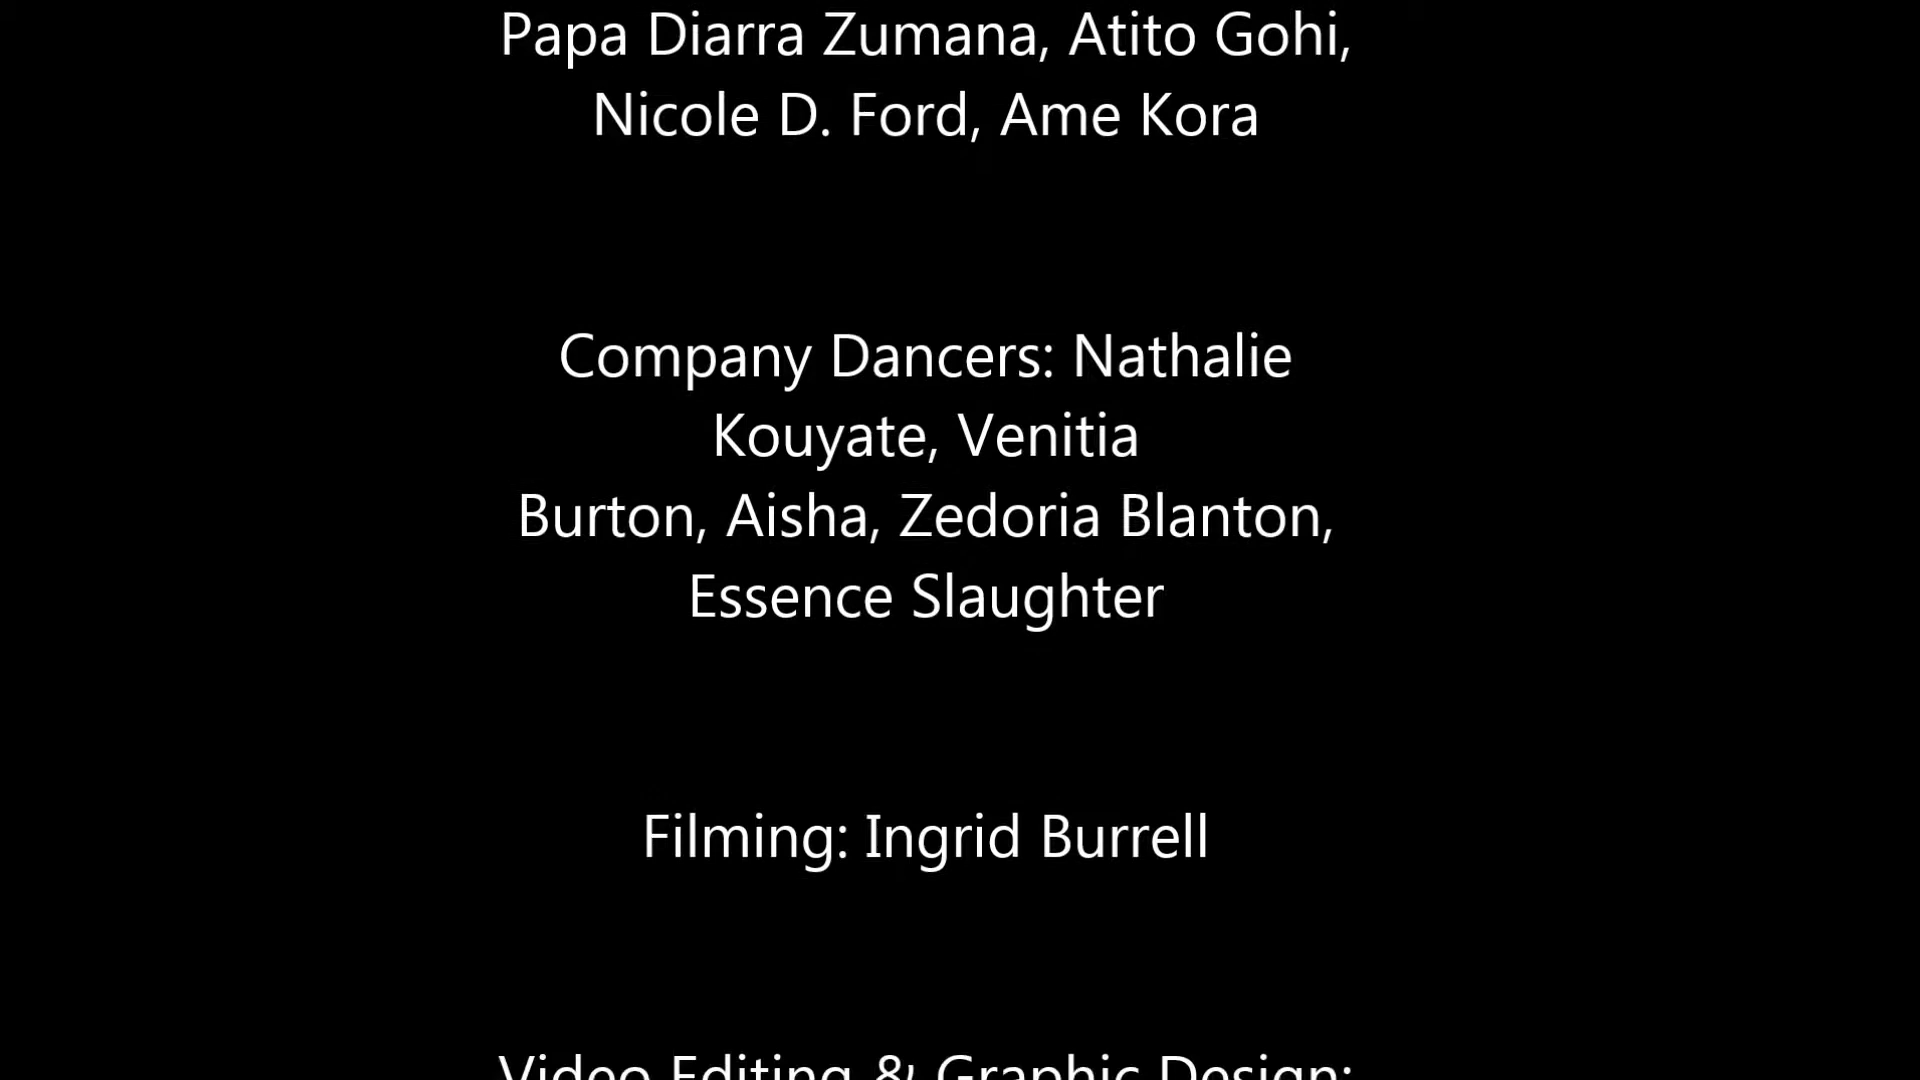 Papa Diarra Zumana, Atito Gohi,
Nicole D. Ford, Ame Kora
Company Dancers: Nathalie
Kouyate, Venitia
Burton, Aisha, Zedoria Blanton,
Essence Slaughter
Filming: Ingrid Burrell
Video Editing & Graphic Design: